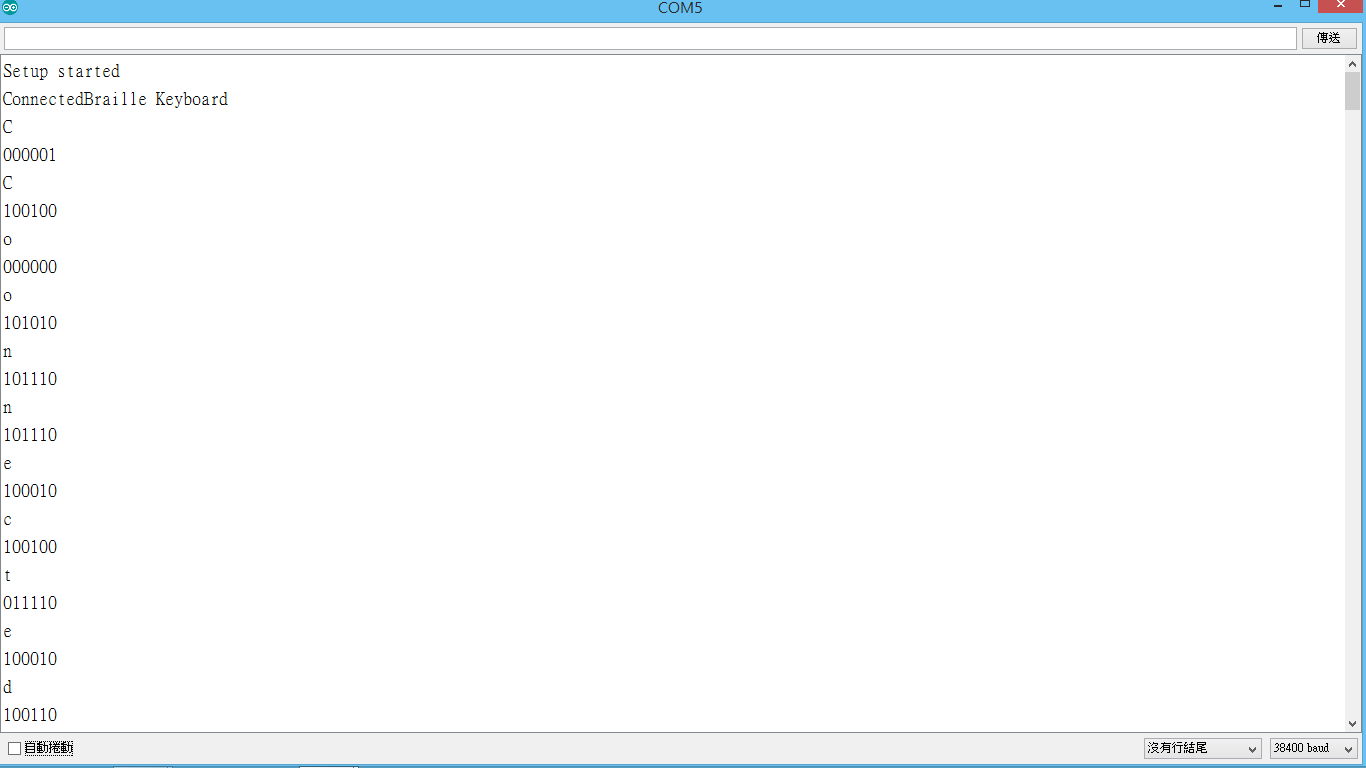 COM5
傳送
Setup started
ConnectedBraille Keyboard
C
000001
C
100100
o
000000
o
101010
n
101110
n
101110
e
100010
c
100100
t
011110
e
100010
d
100110
自動捲動
沒有行結尾
38400 baud